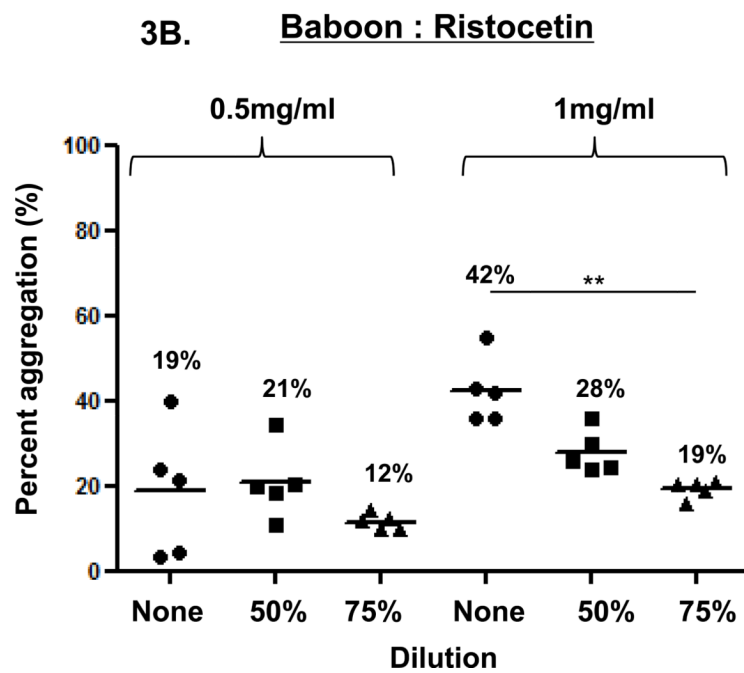 3B. Baboon : Ristocetin
0.5mg/ml 1mg/ml
Percent aggregation (%)
100
80
60
40
20
0
19%
21%
12%
42%
**
28%
19%
None 50% 75% None 50% 75%
Dilution